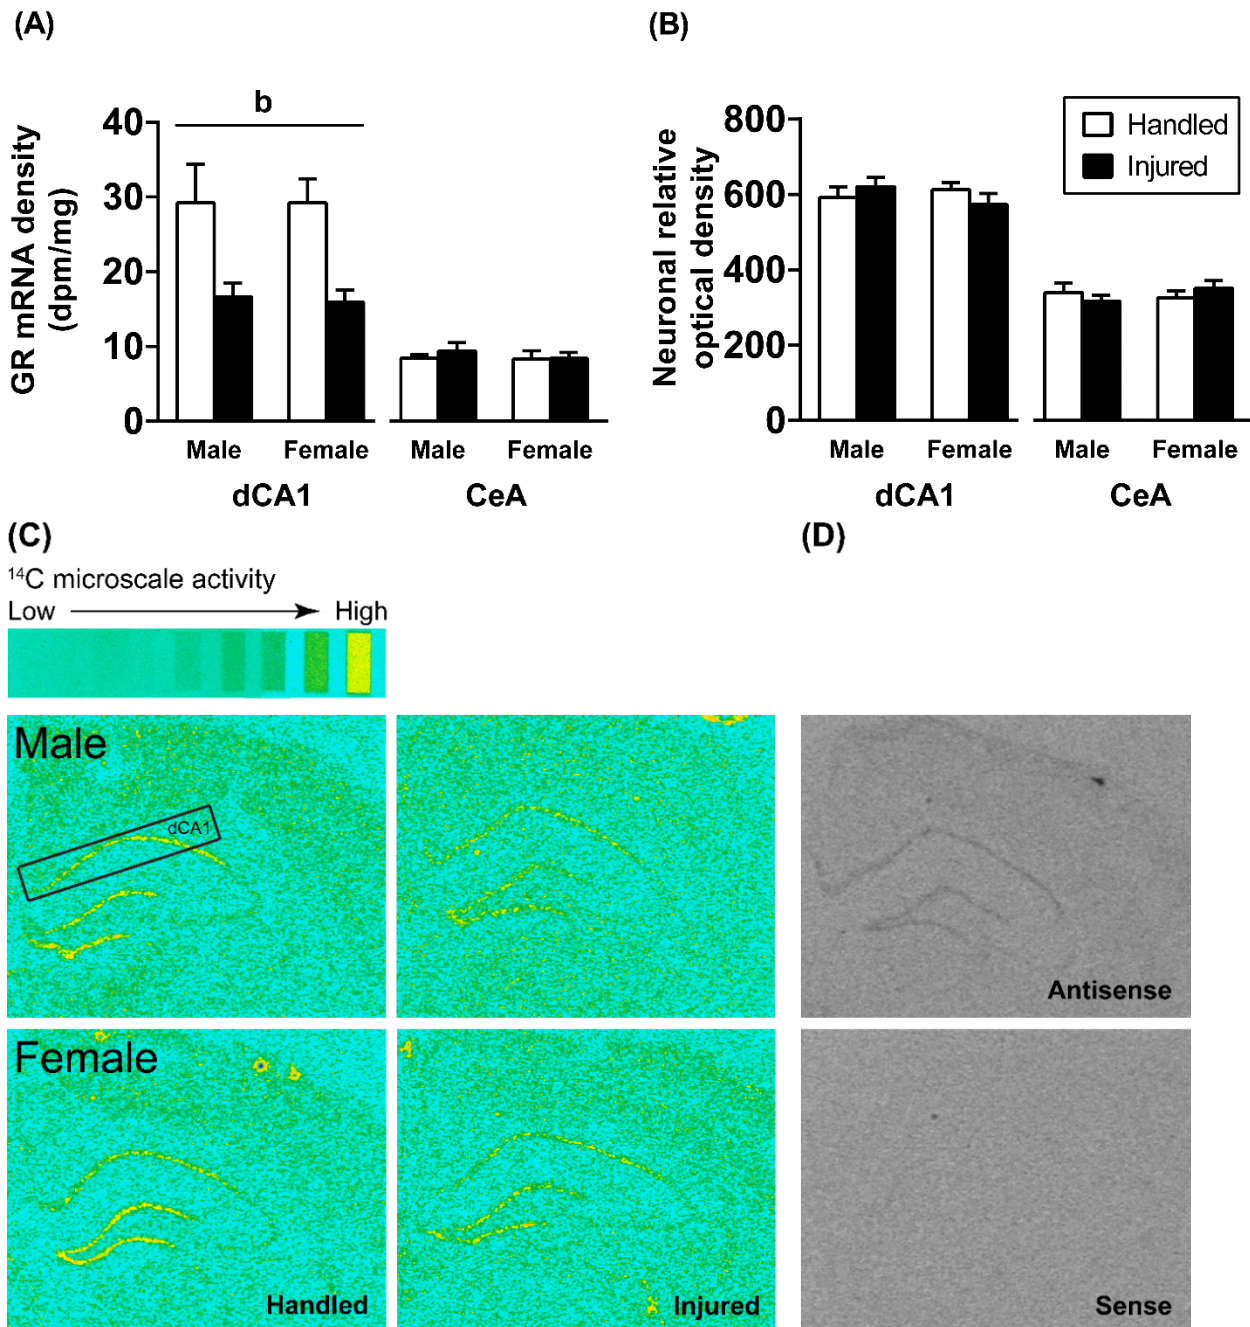 (A)
b
GR mRNA density
(dpm/mg)
40
30
20
10
0
Male Female Male Female
dCA1 CeA
(B)
Handled
Injured
Neuronal relative
optical density
800
600
400
200
0
Male Female Male Female
dCA1 CeA
(C)
14C microscale activity
Low High
Male
dCA1
Female
Handled
Injured
(D)
Antisense
Sense